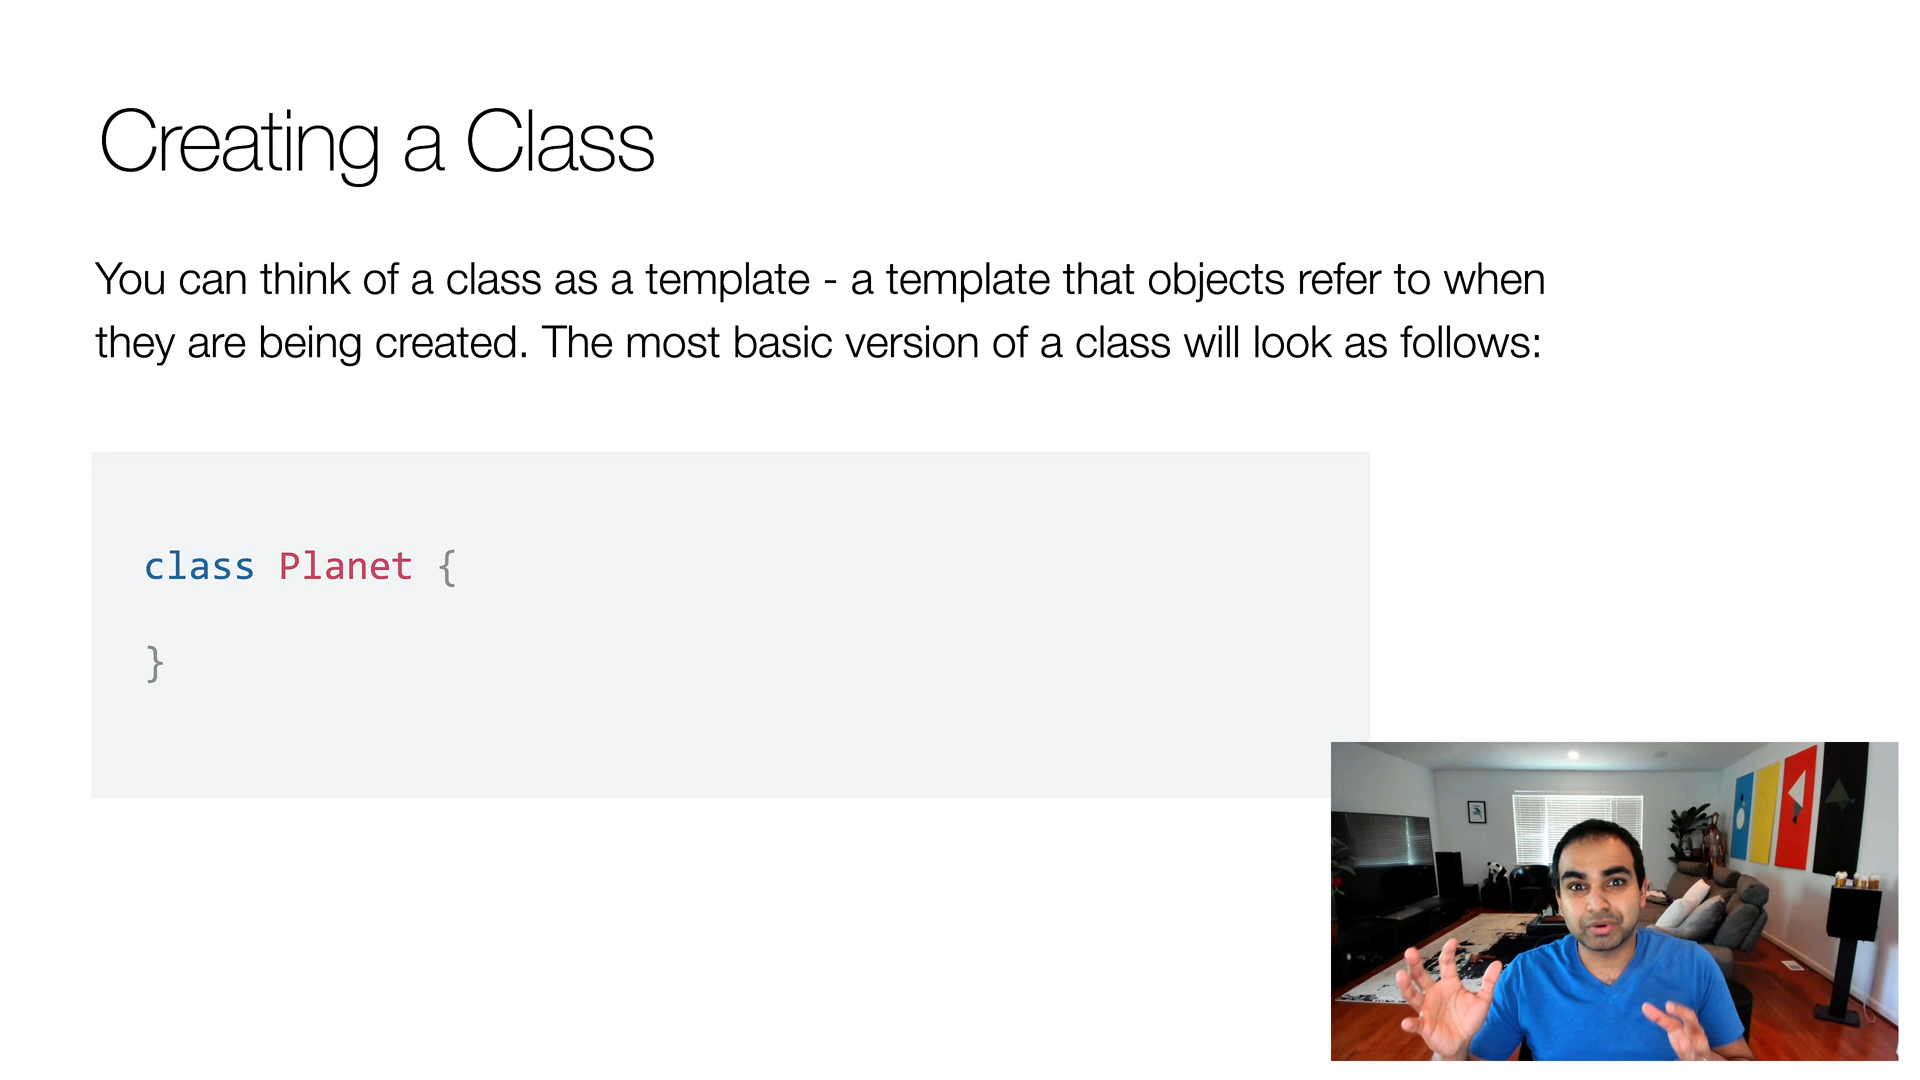 Creating a Class
You can think of a class as a template - a template that objects refer to when
they are being created. The most basic version of a class will look as follows:
class Planet {
}